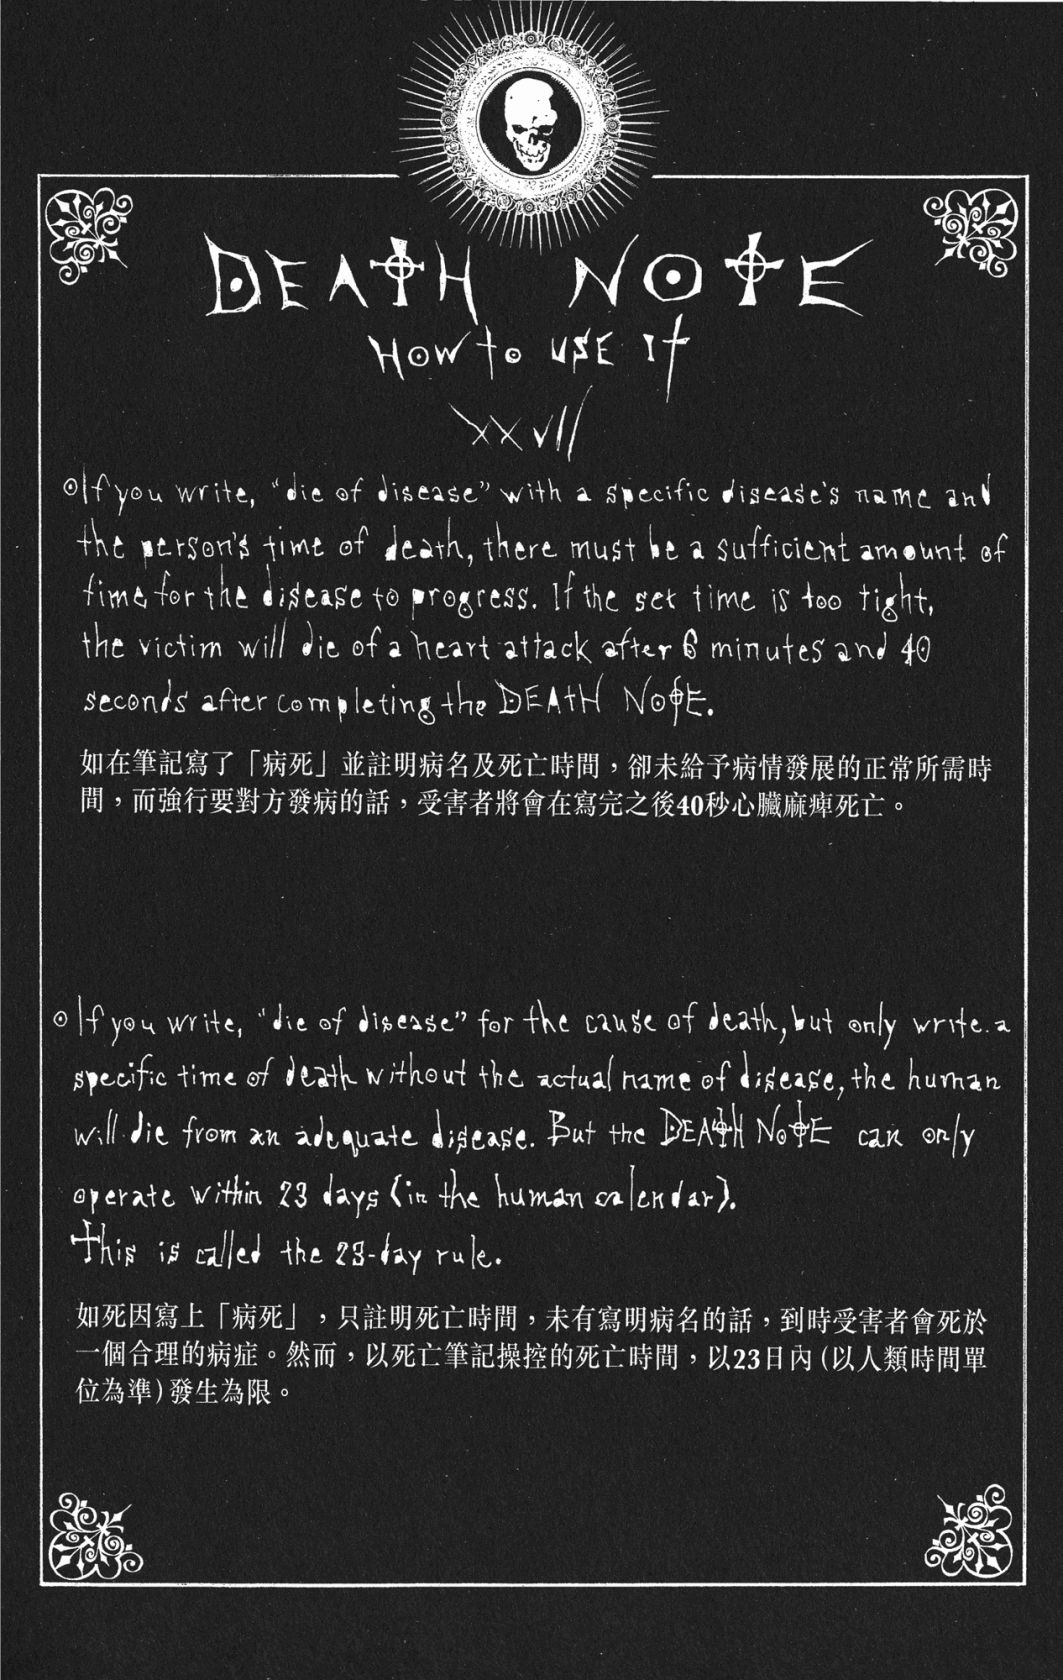 DEATH NOTE
HOW to USE It
XXVII
If you write, "die of disease" with a specific disease's name and
the person's time of death, there must be a sufficient amount of
time for the disease to progress. If the set time is too tight,
the victim will die of a heart attack after 6 minutes and 40
seconds after completing the DEATH NOTE.
如在筆記寫了「病死」並註明病名及死亡時間，卻未給予病情發展的正常所需時
間，而強行要對方發病的話，受害者將會在寫完之後40秒心臟麻痺死亡。
If you write, "die of disease" for the cause of death, but only write a
specific time of death without the actual name of disease, the human
will die from an adequate disease. But the DEATH NOTE can only
operate within 23 days (in the human calendar).
This is called the 23-day rule.
如死因寫上「病死」，只註明死亡時間，未有寫明病名的話，到時受害者會死於
一個合理的病症。然而，以死亡筆記操控的死亡時間，以23日內(以人類時間單
位為準)發生為限。